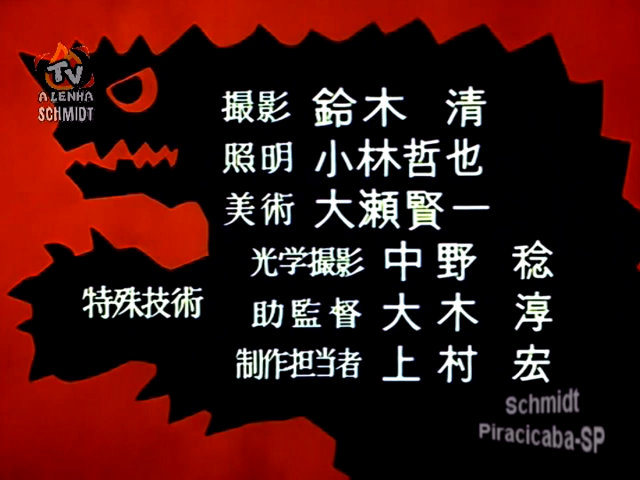 TV
A LENHA
SCHMIDT
撮影 鈴木 清
照明 小林哲也
美術 大瀬賢一
特殊技術
光学撮影 中野 稔
助監督 大木 淳
制作担当者 上村 宏
schmidt
Piracicaba-SP